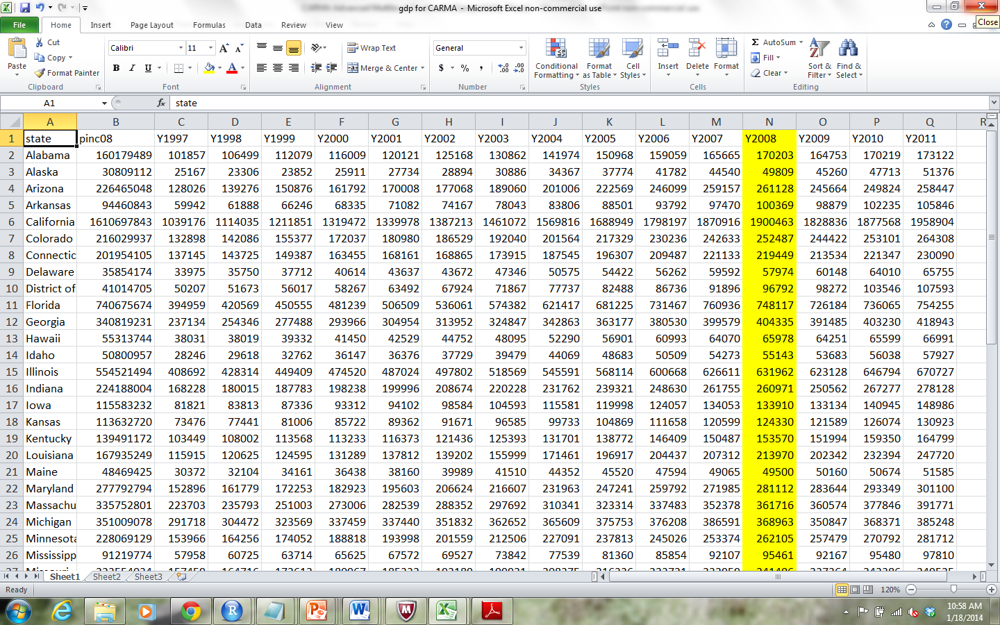 gdp for CARMA - Microsoft Excel non-commercial use
Close
File Home Insert Page Layout Formulas Data Review View
Paste Cut Copy Format Painter Clipboard
Calibri 11 B I U A A A Font
Wrap Text Merge & Center Alignment
General $ % , Number
Conditional Formatting Format as Table Cell Styles Styles
Insert Delete Format Cells
AutoSum Fill Clear Sort & Filter Find & Select Editing
A1 fx state
A B C D E F G H I J K L M N O P Q R
1 state pinc08 Y1997 Y1998 Y1999 Y2000 Y2001 Y2002 Y2003 Y2004 Y2005 Y2006 Y2007 Y2008 Y2009 Y2010 Y2011
2 Alabama 160179489 101857 106499 112079 116009 120121 125168 130862 141974 150968 159059 165665 170203 164753 170219 173122
3 Alaska 30809112 25167 23306 23852 25911 27734 28894 30886 34367 37774 41782 44540 49809 45260 47713 51376
4 Arizona 226465048 128026 139276 150876 161792 170008 177068 189060 201006 222569 246099 259157 261128 245664 249824 258447
5 Arkansas 94460843 59942 61888 66246 68335 71082 74167 78043 83806 88501 93792 97470 100369 98879 102235 105846
6 California 1610697843 1039176 1114035 1211851 1319472 1339978 1387213 1461072 1569816 1688949 1798197 1870916 1900463 1828836 1877568 1958904
7 Colorado 216029937 132898 142086 155377 172037 180980 186529 192040 201564 217329 230236 242633 252487 244422 253101 264308
8 Connectic 201954105 137145 143725 149387 163455 168161 168865 173915 187545 196307 209487 221133 219449 213534 221347 230090
9 Delaware 35854174 33975 35750 37712 40614 43637 43672 47346 50575 54422 56262 59592 57974 60148 64010 65755
10 District of 41014705 50207 51673 56017 58267 63492 67924 71867 77737 82488 86736 91896 96792 98272 103546 107593
11 Florida 740675674 394959 420569 450555 481239 506509 536061 574382 621417 681225 731467 760936 748117 726184 736065 754255
12 Georgia 340819231 237134 254346 277488 293966 304954 313952 324847 342863 363177 380530 399579 404335 391485 403230 418943
13 Hawaii 55313744 38031 38019 39332 41450 42529 44752 48095 52290 56901 60993 64070 65978 64251 65599 66991
14 Idaho 50800957 28246 29618 32762 36147 36376 37729 39479 44069 48683 50509 54273 55143 53683 56038 57927
15 Illinois 554521494 408692 428314 449409 474520 487024 497802 518569 545591 568114 600668 626611 631962 623128 646794 670727
16 Indiana 224188004 168228 180015 187783 198238 199996 208674 220228 231762 239321 248630 261755 260971 250562 267277 278128
17 Iowa 115583232 81821 83813 87336 93312 94102 98584 104593 115581 119998 124057 134053 133910 133134 140945 148986
18 Kansas 113632720 73476 77441 81006 85722 89362 91671 96585 99733 104869 111658 120599 124330 121589 126074 130923
19 Kentucky 139491172 103449 108002 113568 113233 116373 121436 125393 131701 138772 146409 150487 153570 151994 159350 164799
20 Louisiana 167935249 115915 120625 124595 131289 137812 139202 155999 171461 196917 204437 207312 213970 202342 232394 247720
21 Maine 48469425 30372 32104 34161 36438 38160 39989 41510 44352 45520 47594 49065 49500 50160 50674 51585
22 Maryland 277792794 152896 161779 172253 182923 195603 206624 216607 231963 247241 259792 271985 281112 283644 293349 301100
23 Massachu 335752801 223703 235793 251003 273006 282539 288352 297692 310341 323314 337483 352378 361716 360574 377846 391771
24 Michigan 351009078 291718 304472 323569 337459 337440 351832 362652 365609 375753 376208 386591 368963 350847 368371 385248
25 Minnesota 228069129 153966 164256 174052 188818 193998 201559 212506 227091 237813 245026 253374 262105 257479 270792 281712
26 Mississipp 91219774 57958 60725 63714 65625 67572 69527 73842 77539 81360 85854 92107 95461 92167 95480 97810
Sheet1 Sheet2 Sheet3
Ready 120%
10:58 AM
1/18/2014